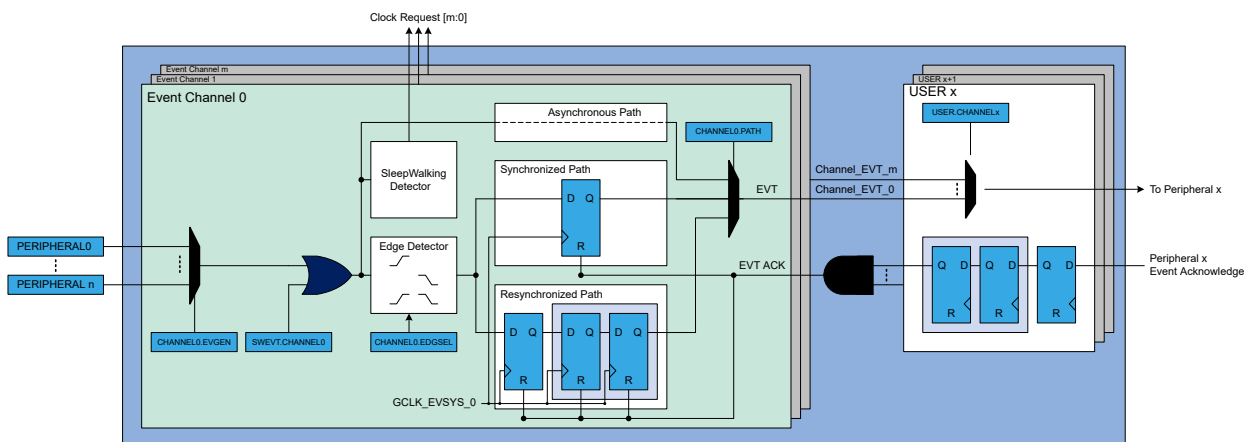 Clock Request [m:0]
Event Channel m
Event Channel 1
Event Channel 0
USER x+1
USER x
Asynchronous Path
CHANNEL0.PATH
USER.CHANNELx
SleepWalking
Detector
Synchronized Path
D Q
R
Channel_EVT_m
EVT
Channel_EVT_0
To Peripheral x
PERIPHERAL0
PERIPHERAL n
Edge Detector
EVT ACK
Q D
R
Q D
R
Q D
R
Peripheral x
Event Acknowledge
Resynchronized Path
CHANNEL0.EVGEN
SWEVT.CHANNEL0
CHANNEL0.EDGSEL
D Q
R
D Q
R
D Q
R
GCLK_EVSYS_0